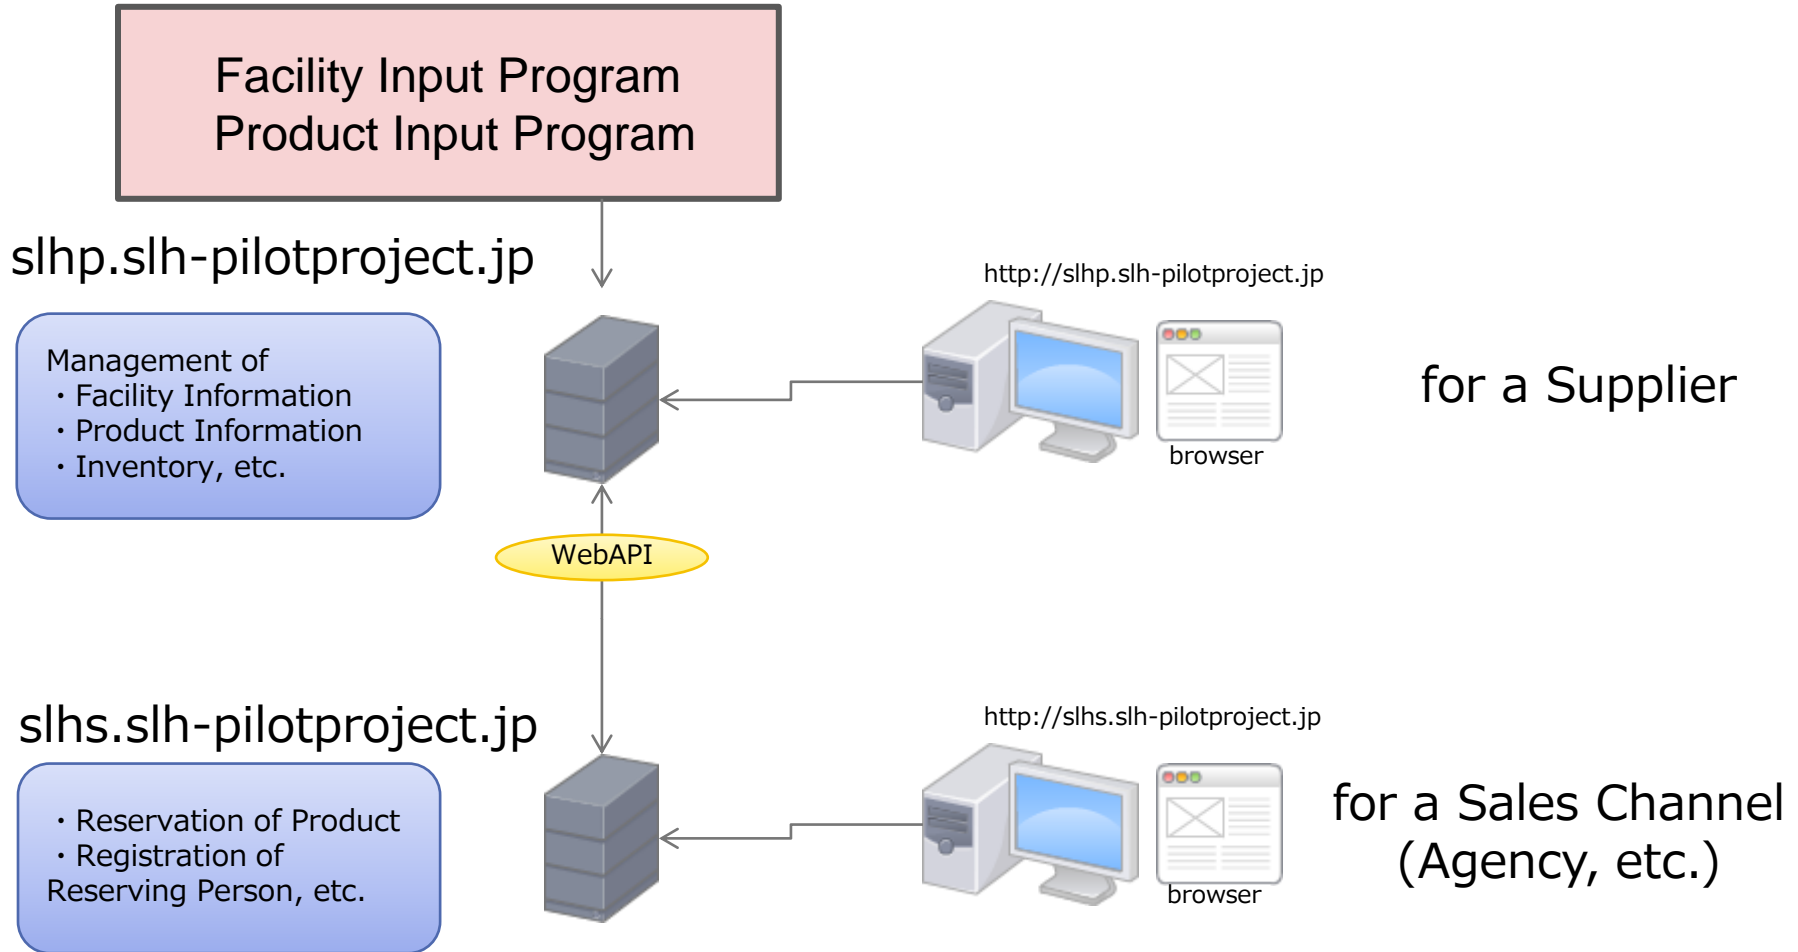 Facility Input Program
Product Input Program
slhp.slh-pilotproject.jp
http://slhp.slh-pilotproject.jp
Management of
・Facility Information
・Product Information
・Inventory, etc.
browser
for a Supplier
WebAPI
slhs.slh-pilotproject.jp
http://slhs.slh-pilotproject.jp
・Reservation of Product
・Registration of
Reserving Person, etc.
browser
for a Sales Channel
(Agency, etc.)